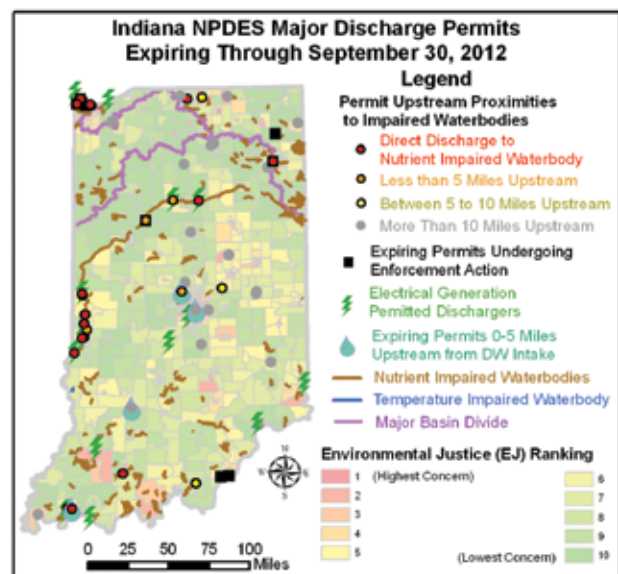 Indiana NPDES Major Discharge Permits
Expiring Through September 30, 2012
Legend
Permit Upstream Proximities
to Impaired Waterbodies
Direct Discharge to
Nutrient Impaired Waterbody
Less than 5 Miles Upstream
Between 5 to 10 Miles Upstream
More Than 10 Miles Upstream
Expiring Permits Undergoing
Enforcement Action
Electrical Generation
Permitted Dischargers
Expiring Permits 0-5 Miles
Upstream from DW Intake
Nutrient Impaired Waterbodies
Temperature Impaired Waterbody
Major Basin Divide
N
W E
S
Environmental Justice (EJ) Ranking
1 (Highest Concern)
2
3
4
5
6
7
8
9
(Lowest Concern) 10
0 25 50 75 100
Miles